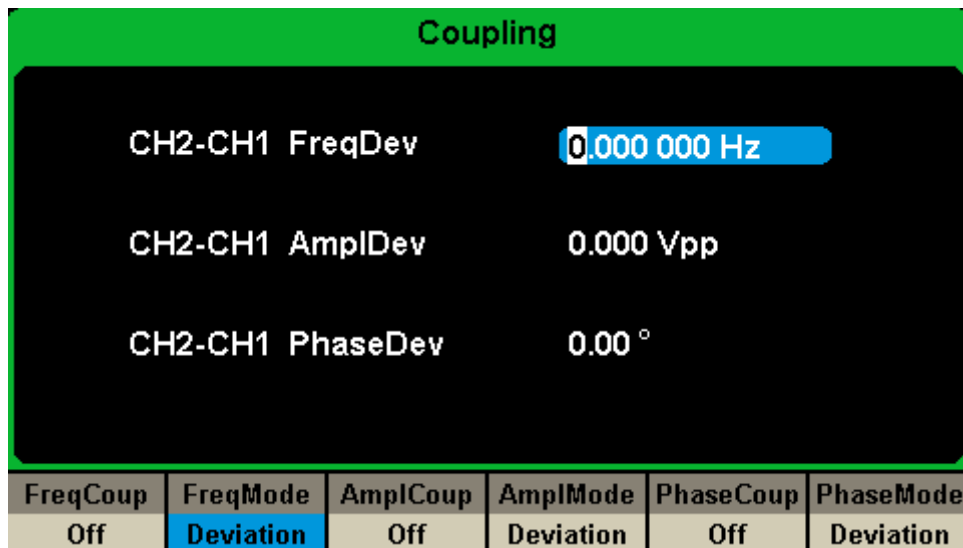 Coupling
CH2-CH1 FreqDev 0.000 000 Hz
CH2-CH1 AmplDev 0.000 Vpp
CH2-CH1 PhaseDev 0.00 °
FreqCoup FreqMode AmplCoup AmplMode PhaseCoup PhaseMode
Off Deviation Off Deviation Off Deviation